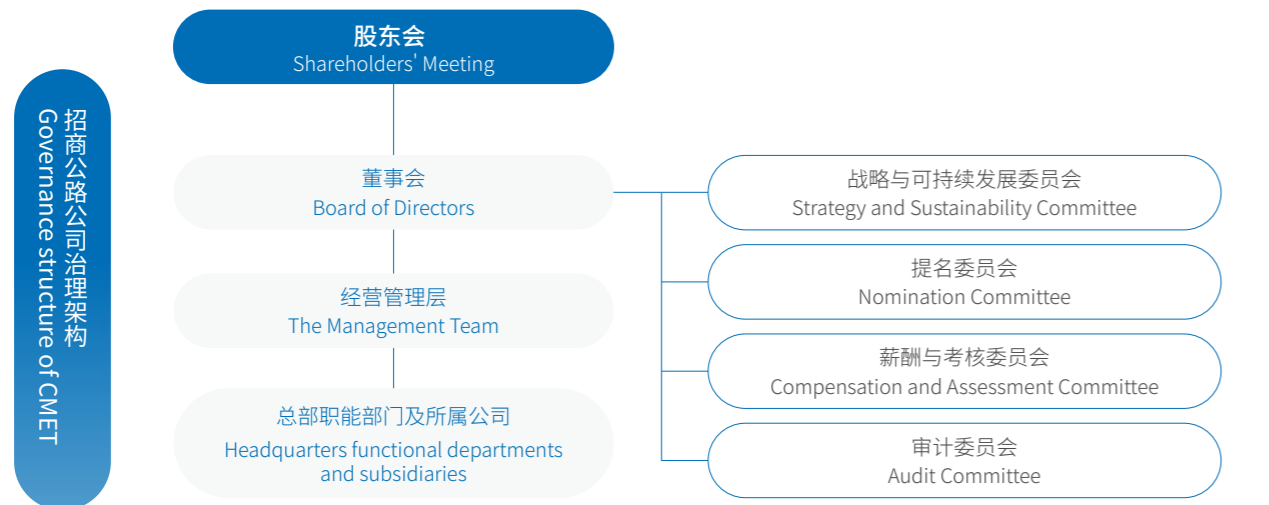 招商公路公司治理架构
Governance structure of CMET
股东会
Shareholders' Meeting
董事会
Board of Directors
经营管理层
The Management Team
总部职能部门及所属公司
Headquarters functional departments
and subsidiaries
战略与可持续发展委员会
Strategy and Sustainability Committee
提名委员会
Nomination Committee
薪酬与考核委员会
Compensation and Assessment Committee
审计委员会
Audit Committee